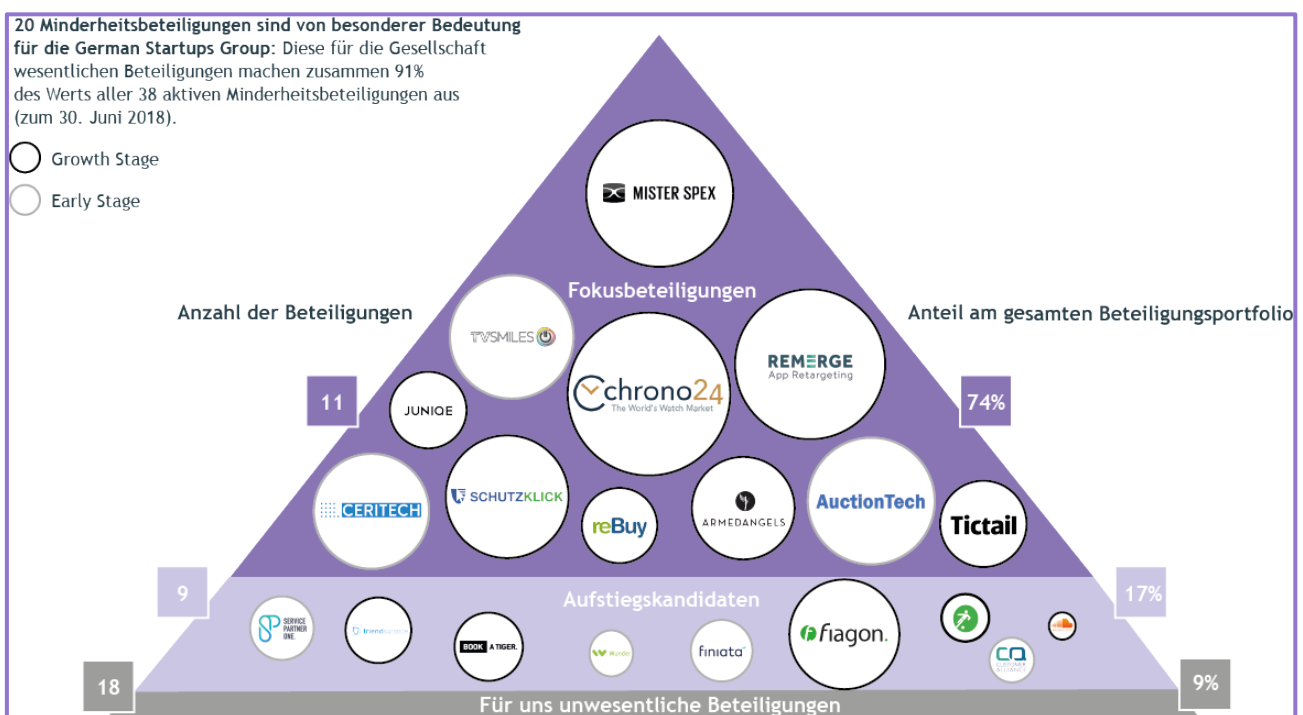 20 Minderheitsbeteiligungen sind von besonderer Bedeutung
für die German Startups Group: Diese für die Gesellschaft
wesentlichen Beteiligungen machen zusammen 91%
des Werts aller 38 aktiven Minderheitsbeteiligungen aus
(zum 30. Juni 2018).
Growth Stage
Early Stage
MISTER SPEX
Fokusbeteiligungen
Anzahl der Beteiligungen
Anteil am gesamten Beteiligungsportfolio
TVSMILES
REMERGE
App Retargeting
chrono24
The World's Watch Market
JUNIQE
11
74%
SCHUTZKLICK
CERITECH
reBuy
ARMEDANGELS
AuctionTech
Tictail
9
Aufstiegskandidaten
17%
SERVICE
PARTNER
ONE.
friendsurance
BOOK A TIGER.
Wunder
finiata
fiagon.
CUSTOMER
ALLIANCE
18
9%
Für uns unwesentliche Beteiligungen